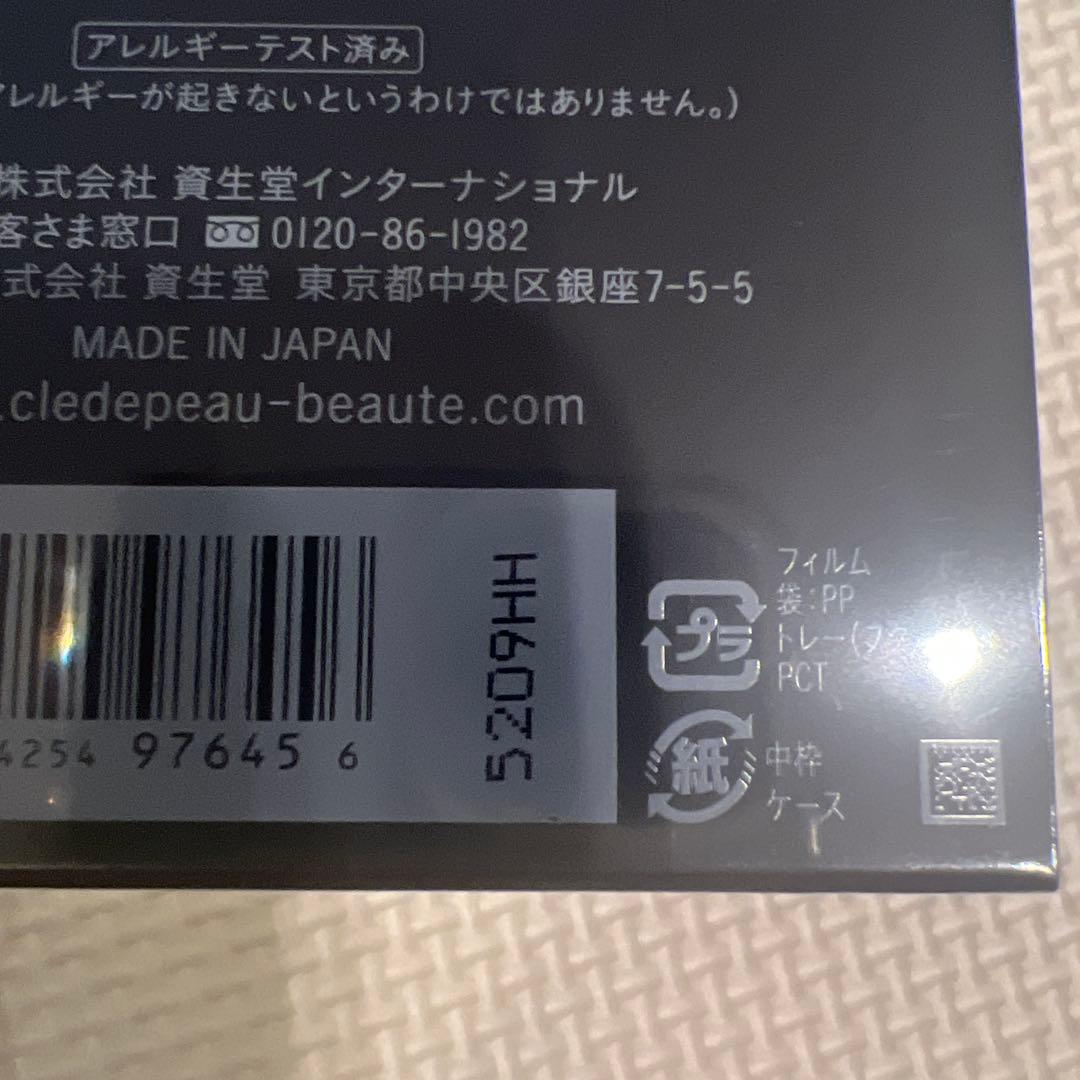 アレルギーテスト済み
アレルギーが起きないというわけではありません。)
株式会社 資生堂インターナショナル
客さま窓口 0120-86-1982
式会社 資生堂 東京都中央区銀座7-5-5
MADE IN JAPAN
.cledepeau-beaute.com
4254 97645 6
5209HH
プラ
フィルム
袋:PP
トレー(フ
PCT
紙
中枠
ケース